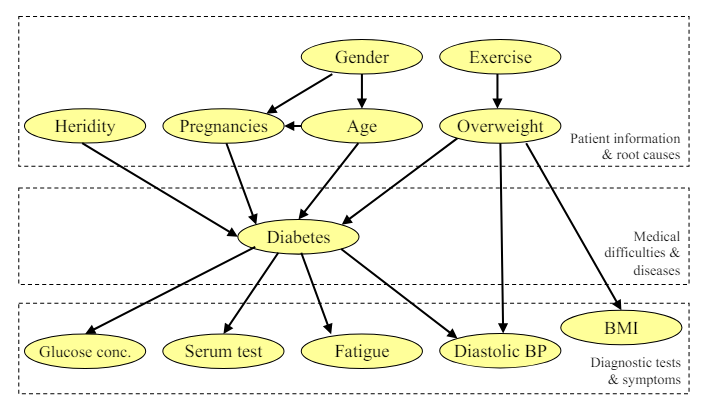 Gender
Exercise
Heridity
Pregnancies
Age
Overweight
Patient information
& root causes
Diabetes
Medical
difficulties &
diseases
Glucose conc.
Serum test
Fatigue
Diastolic BP
BMI
Diagnostic tests
& symptoms